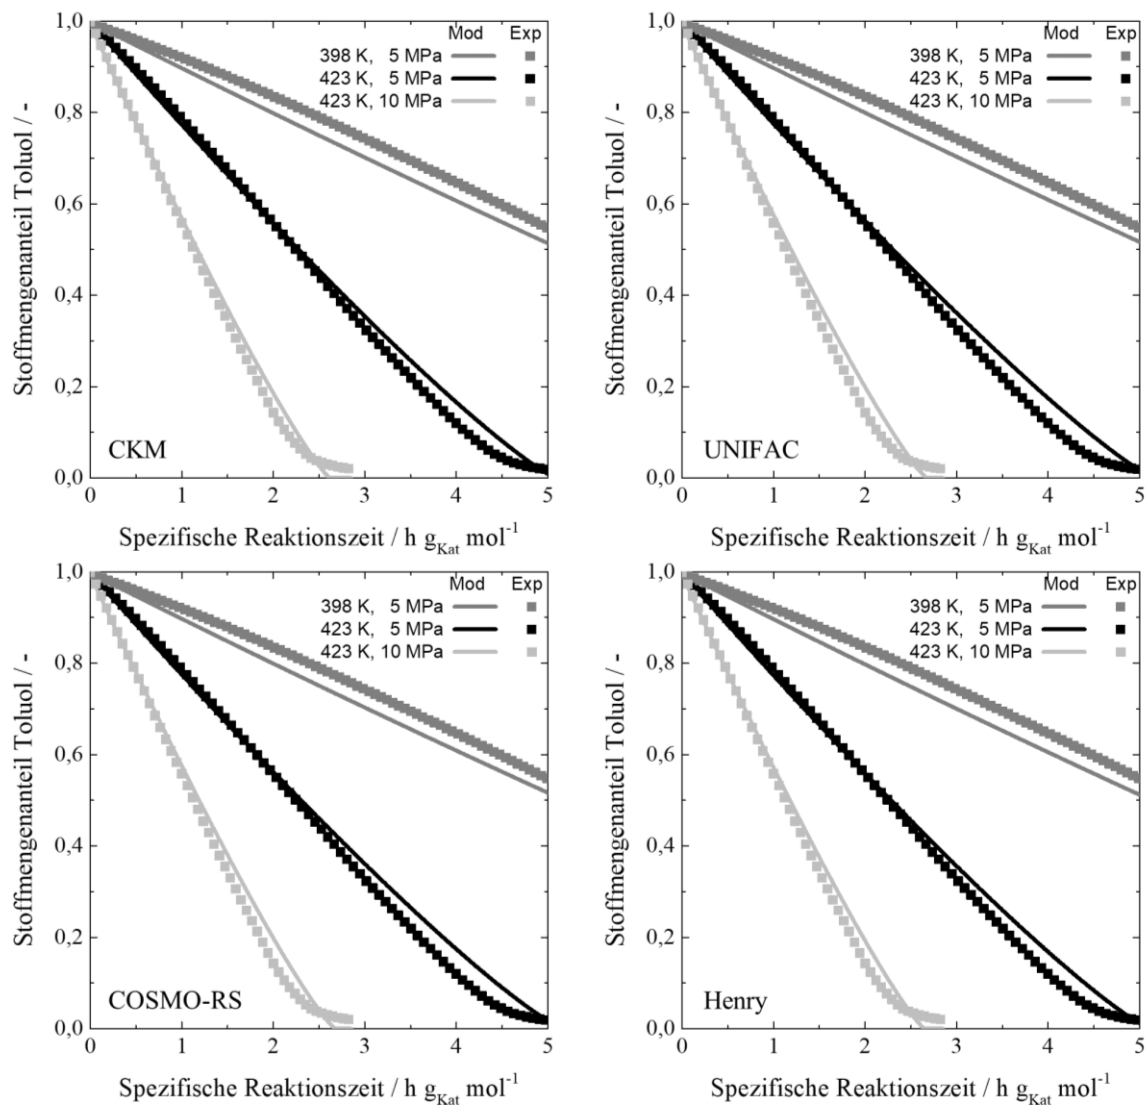 Stoffmengenanteil Toluol / -
1,0
0,8
0,6
0,4
0,2
0,0
Mod Exp
398 K, 5 MPa
423 K, 5 MPa
423 K, 10 MPa
CKM
0 1 2 3 4 5
Spezifische Reaktionszeit / h g_Kat mol^-1
Stoffmengenanteil Toluol / -
1,0
0,8
0,6
0,4
0,2
0,0
Mod Exp
398 K, 5 MPa
423 K, 5 MPa
423 K, 10 MPa
UNIFAC
0 1 2 3 4 5
Spezifische Reaktionszeit / h g_Kat mol^-1
Stoffmengenanteil Toluol / -
1,0
0,8
0,6
0,4
0,2
0,0
Mod Exp
398 K, 5 MPa
423 K, 5 MPa
423 K, 10 MPa
COSMO-RS
0 1 2 3 4 5
Spezifische Reaktionszeit / h g_Kat mol^-1
Stoffmengenanteil Toluol / -
1,0
0,8
0,6
0,4
0,2
0,0
Mod Exp
398 K, 5 MPa
423 K, 5 MPa
423 K, 10 MPa
Henry
0 1 2 3 4 5
Spezifische Reaktionszeit / h g_Kat mol^-1